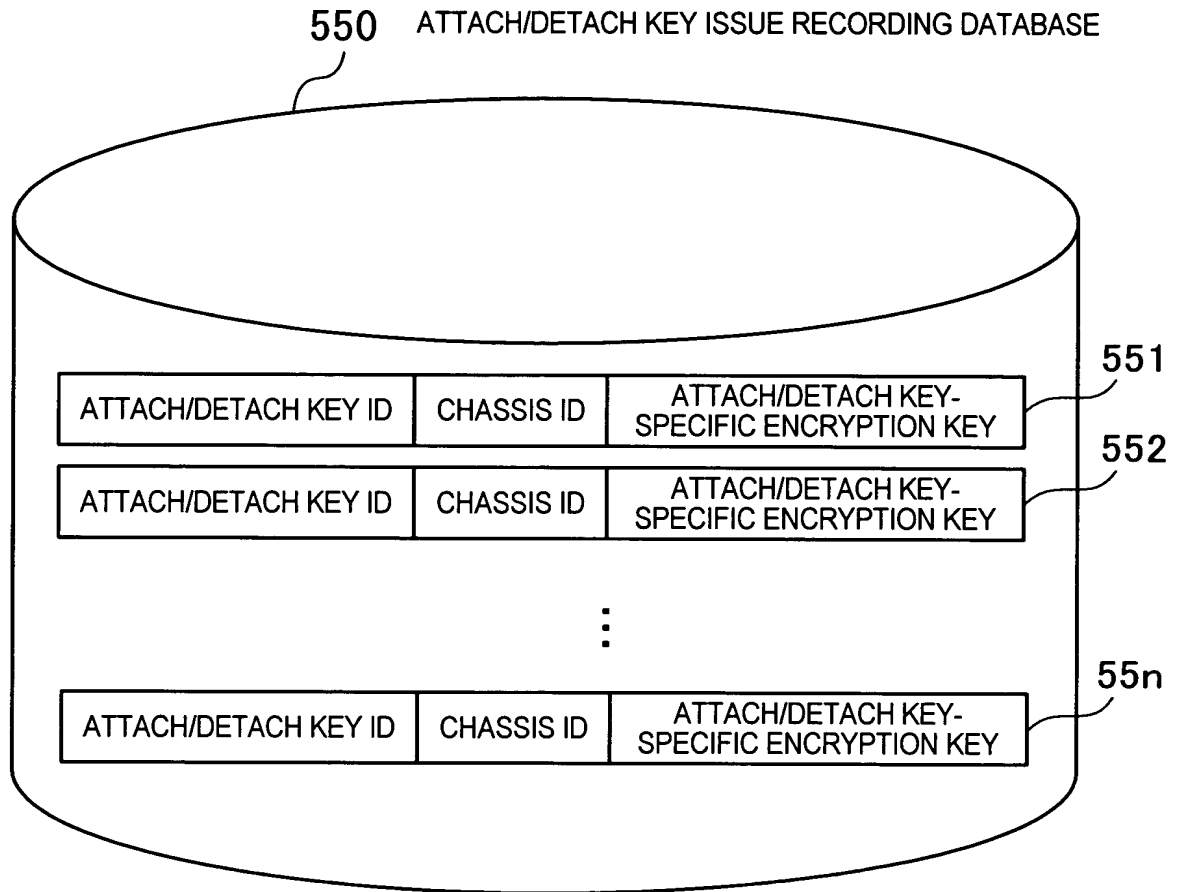 550 ATTACH/DETACH KEY ISSUE RECORDING DATABASE
551
ATTACH/DETACH KEY ID CHASSIS ID ATTACH/DETACH KEY-
SPECIFIC ENCRYPTION KEY
552
ATTACH/DETACH KEY ID CHASSIS ID ATTACH/DETACH KEY-
SPECIFIC ENCRYPTION KEY
55n
ATTACH/DETACH KEY ID CHASSIS ID ATTACH/DETACH KEY-
SPECIFIC ENCRYPTION KEY